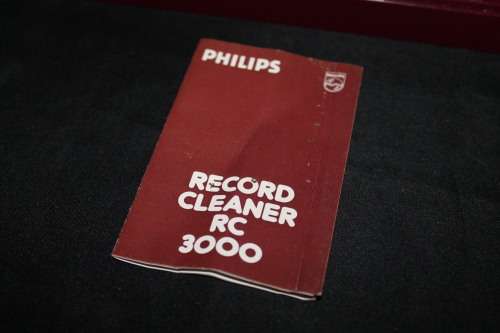 PHILIPS
RECORD
CLEANER
RC
3000